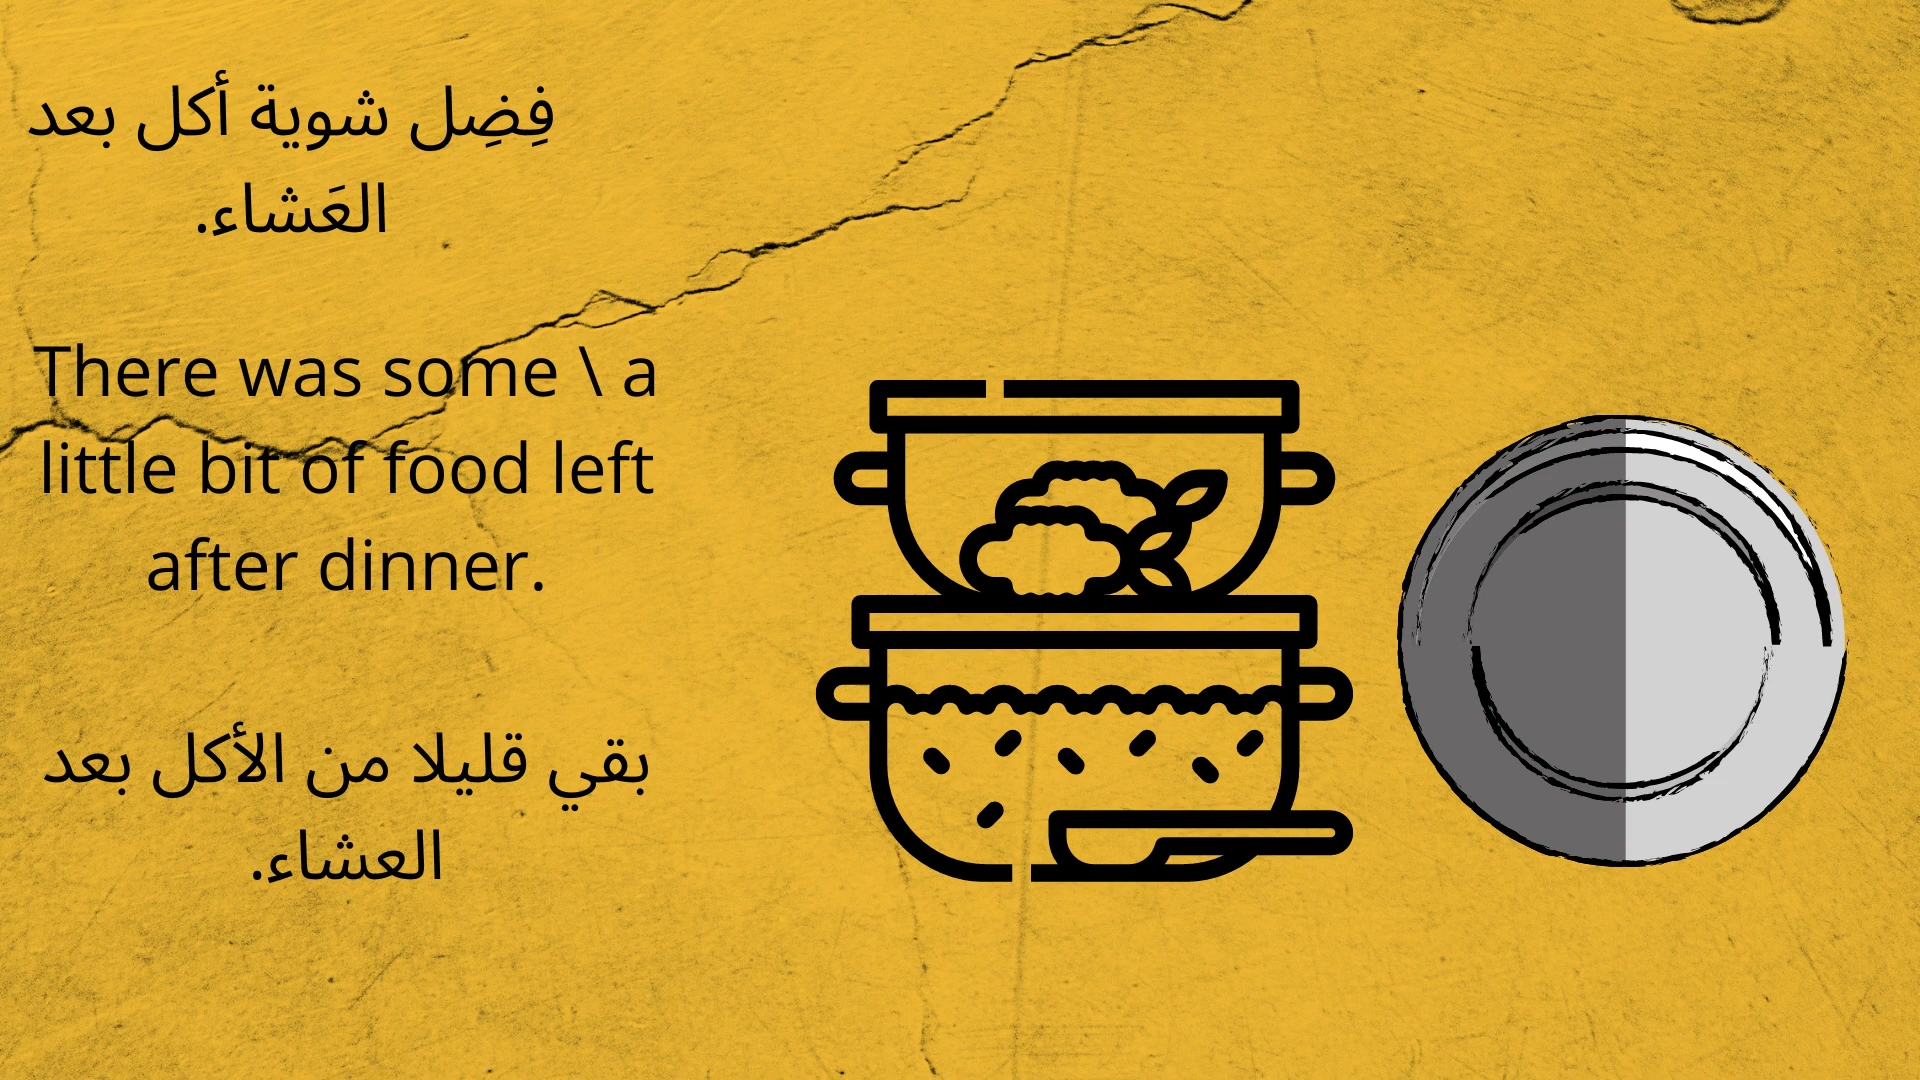 فِضِل شوية أكل بعد
العَشاء.
There was some \ a
little bit of food left
after dinner.
بقي قليلا من الأكل بعد
العشاء.